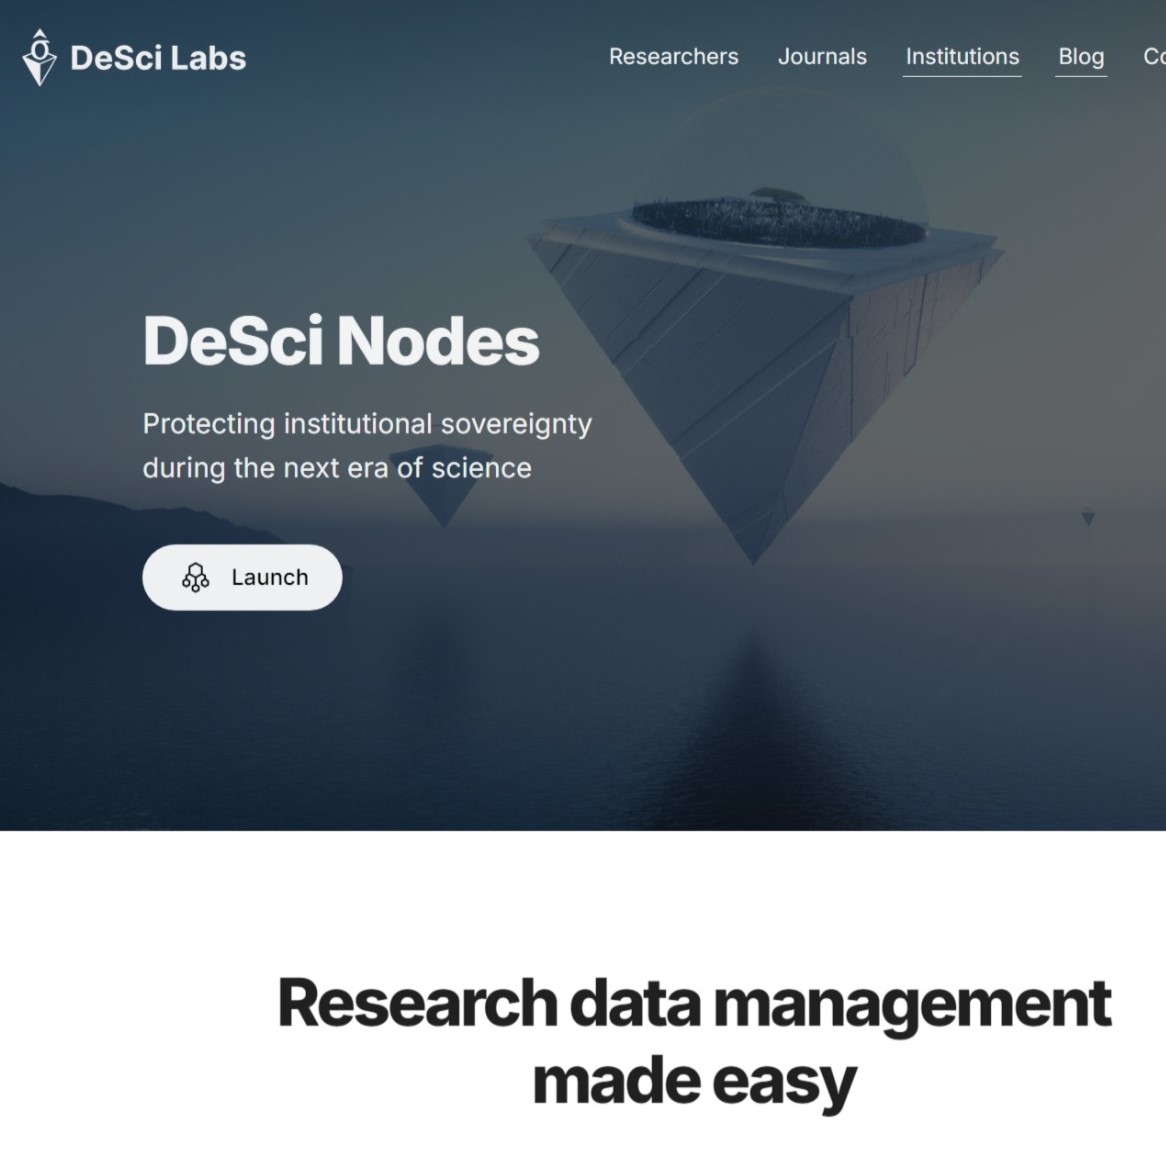 DeSci Labs
Researchers Journals Institutions Blog
DeSci Nodes
Protecting institutional sovereignty
during the next era of science
Launch
Research data management
made easy